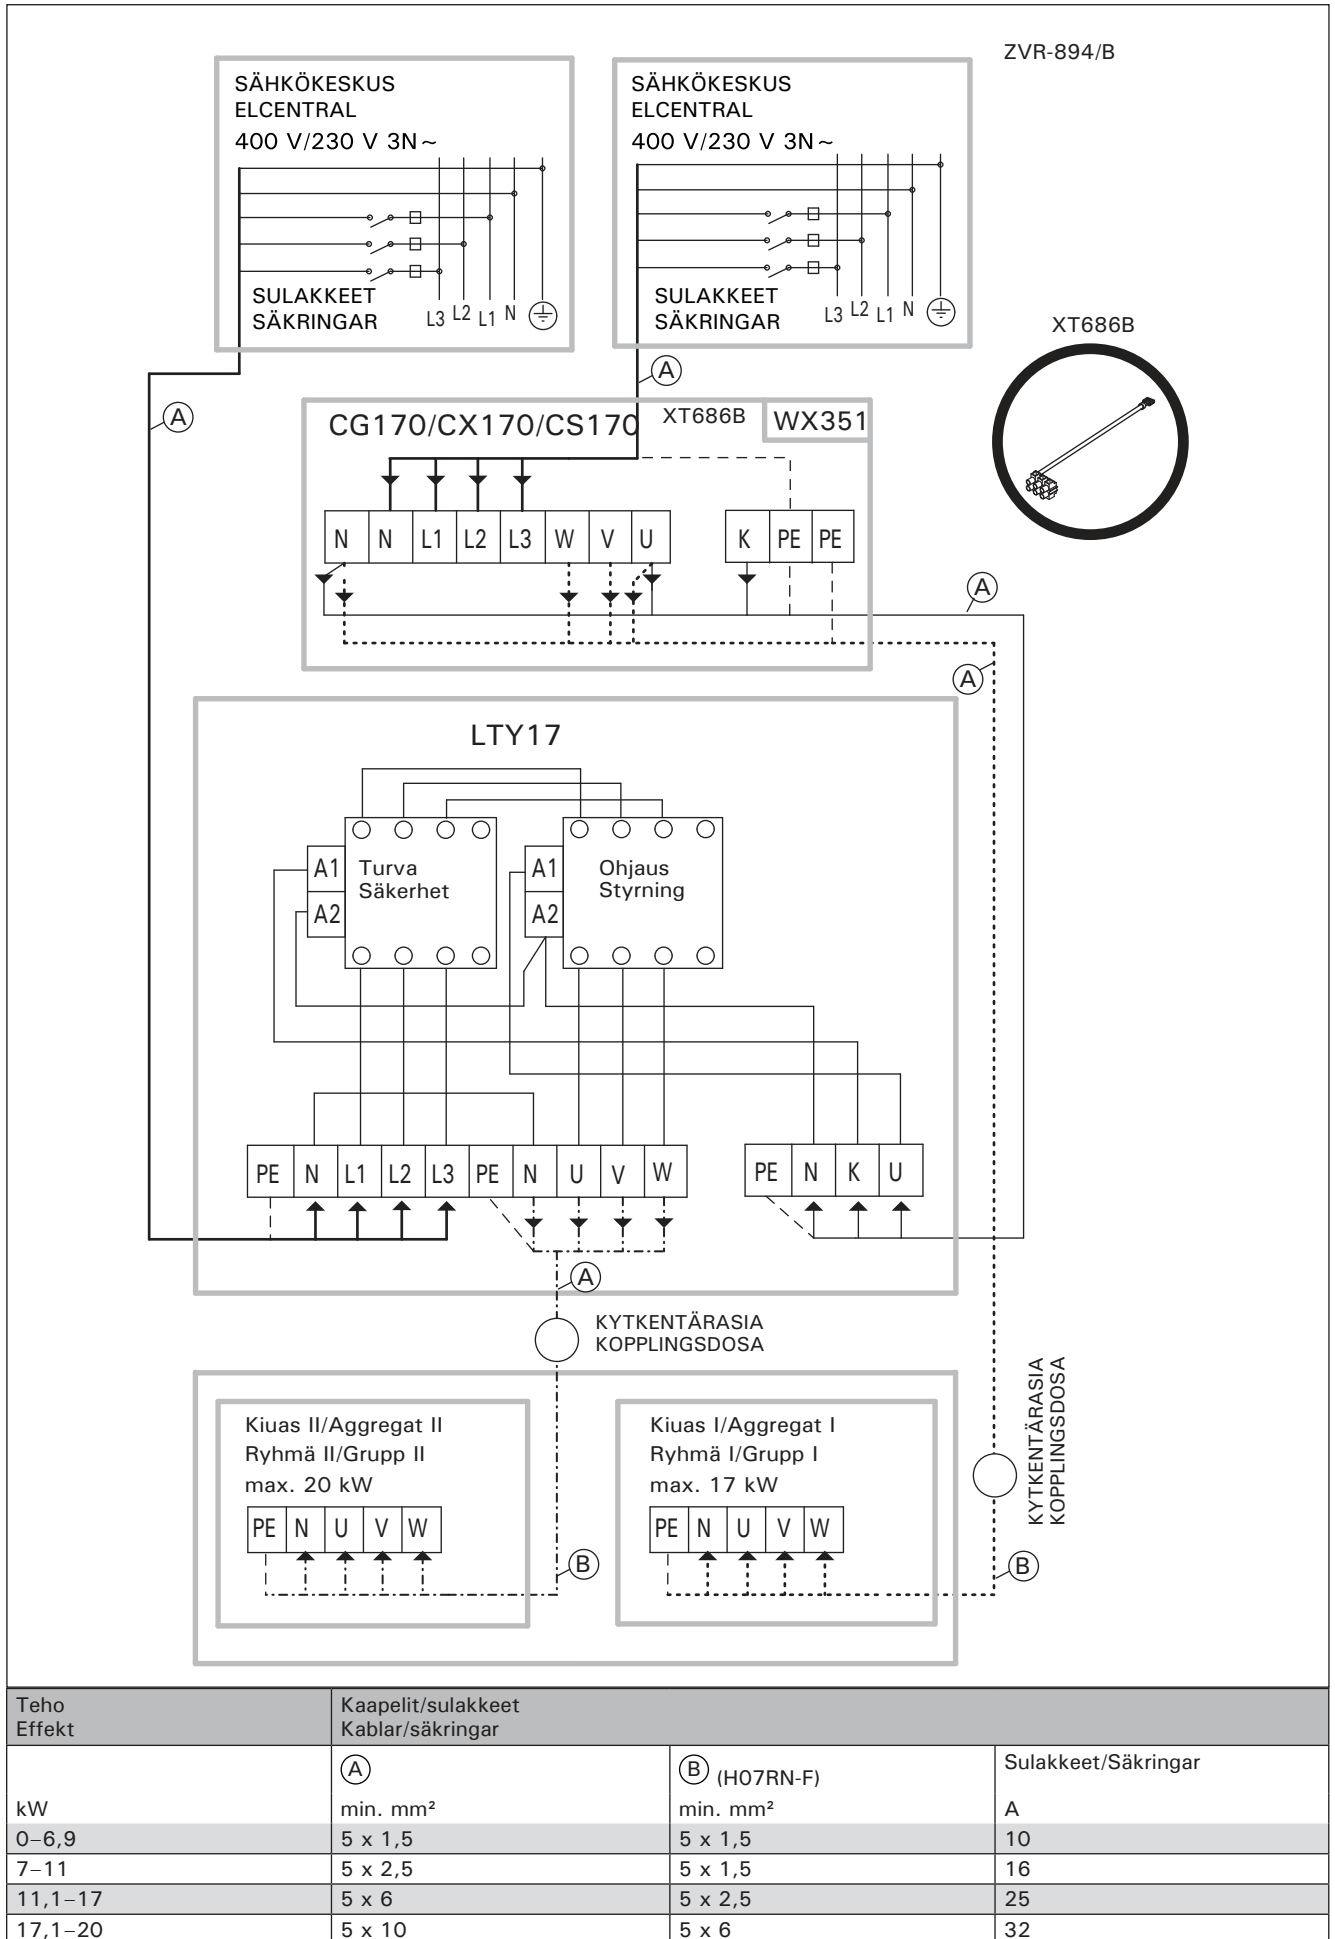 ZVR-894/B
SÄHKÖKESKUS
ELCENTRAL
400 V/230 V 3N~
SULAKKEET
SÄKRINGAR
L3 L2 L1 N
SÄHKÖKESKUS
ELCENTRAL
400 V/230 V 3N~
SULAKKEET
SÄKRINGAR
L3 L2 L1 N
XT686B
A
A
CG170/CX170/CS170
XT686B
WX351
N N L1 L2 L3 W V U
K PE PE
A
A
LTY17
A1
A2
Turva
Säkerhet
A1
A2
Ohjaus
Styrning
PE N L1 L2 L3 PE N U V W
PE N K U
A
KYTKENTÄRASIA
KOPPLINGSDOSA
KYTKENTÄRASIA
KOPPLINGSDOSA
Kiuas II/Aggregat II
Ryhmä II/Grupp II
max. 20 kW
PE N U V W
B
Kiuas I/Aggregat I
Ryhmä I/Grupp I
max. 17 kW
PE N U V W
B
Teho
Effekt
Kaapelit/sulakkeet
Kablar/säkringar
A
B (H07RN-F)
Sulakkeet/Säkringar
kW min. mm² min. mm² A
0–6,9 5 x 1,5 5 x 1,5 10
7–11 5 x 2,5 5 x 1,5 16
11,1–17 5 x 6 5 x 2,5 25
17,1–20 5 x 10 5 x 6 32